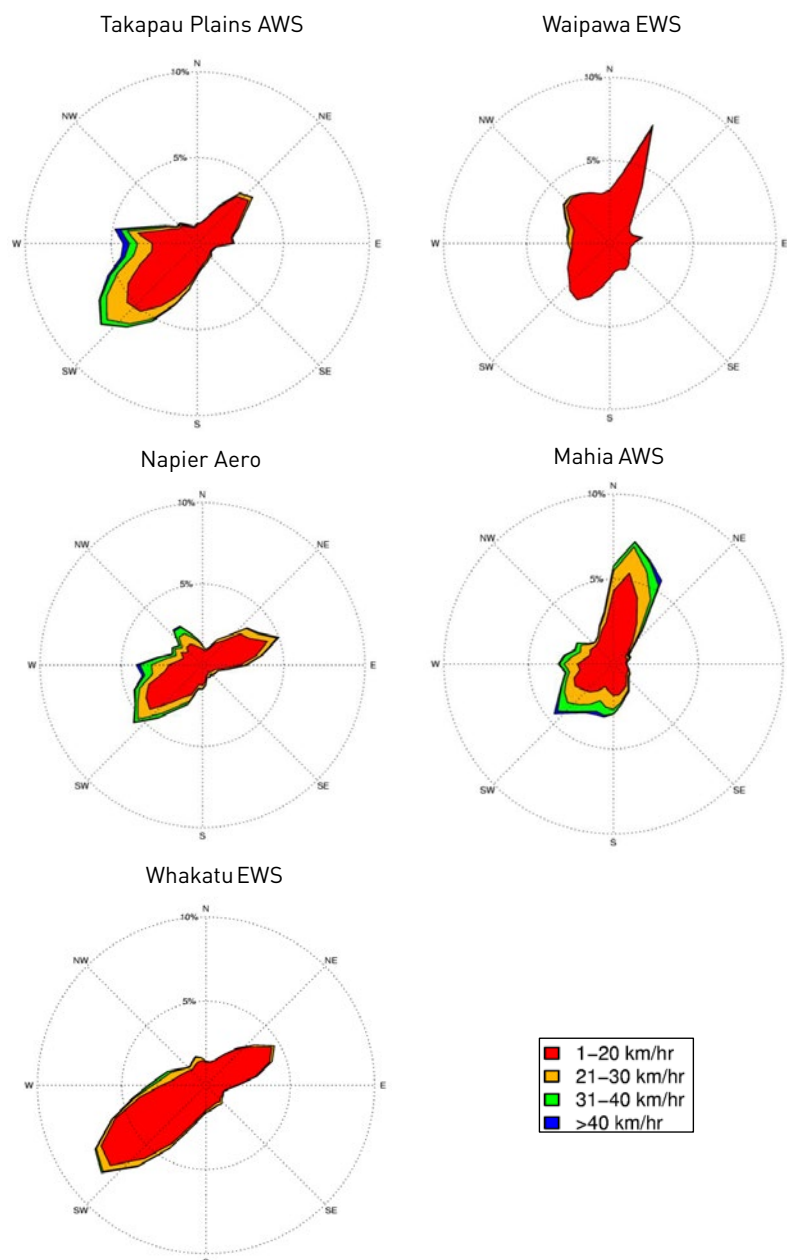 Takapau Plains AWS
N
10%
NW
NE
5%
W
E
SW
SE
S
Waipawa EWS
N
10%
NW
NE
5%
W
E
SW
SE
S
Napier Aero
N
10%
NW
NE
5%
W
E
SW
SE
S
Mahia AWS
N
10%
NW
NE
5%
W
E
SW
SE
S
Whakatu EWS
N
10%
NW
NE
5%
W
E
SW
SE
1–20 km/hr
21–30 km/hr
31–40 km/hr
>40 km/hr